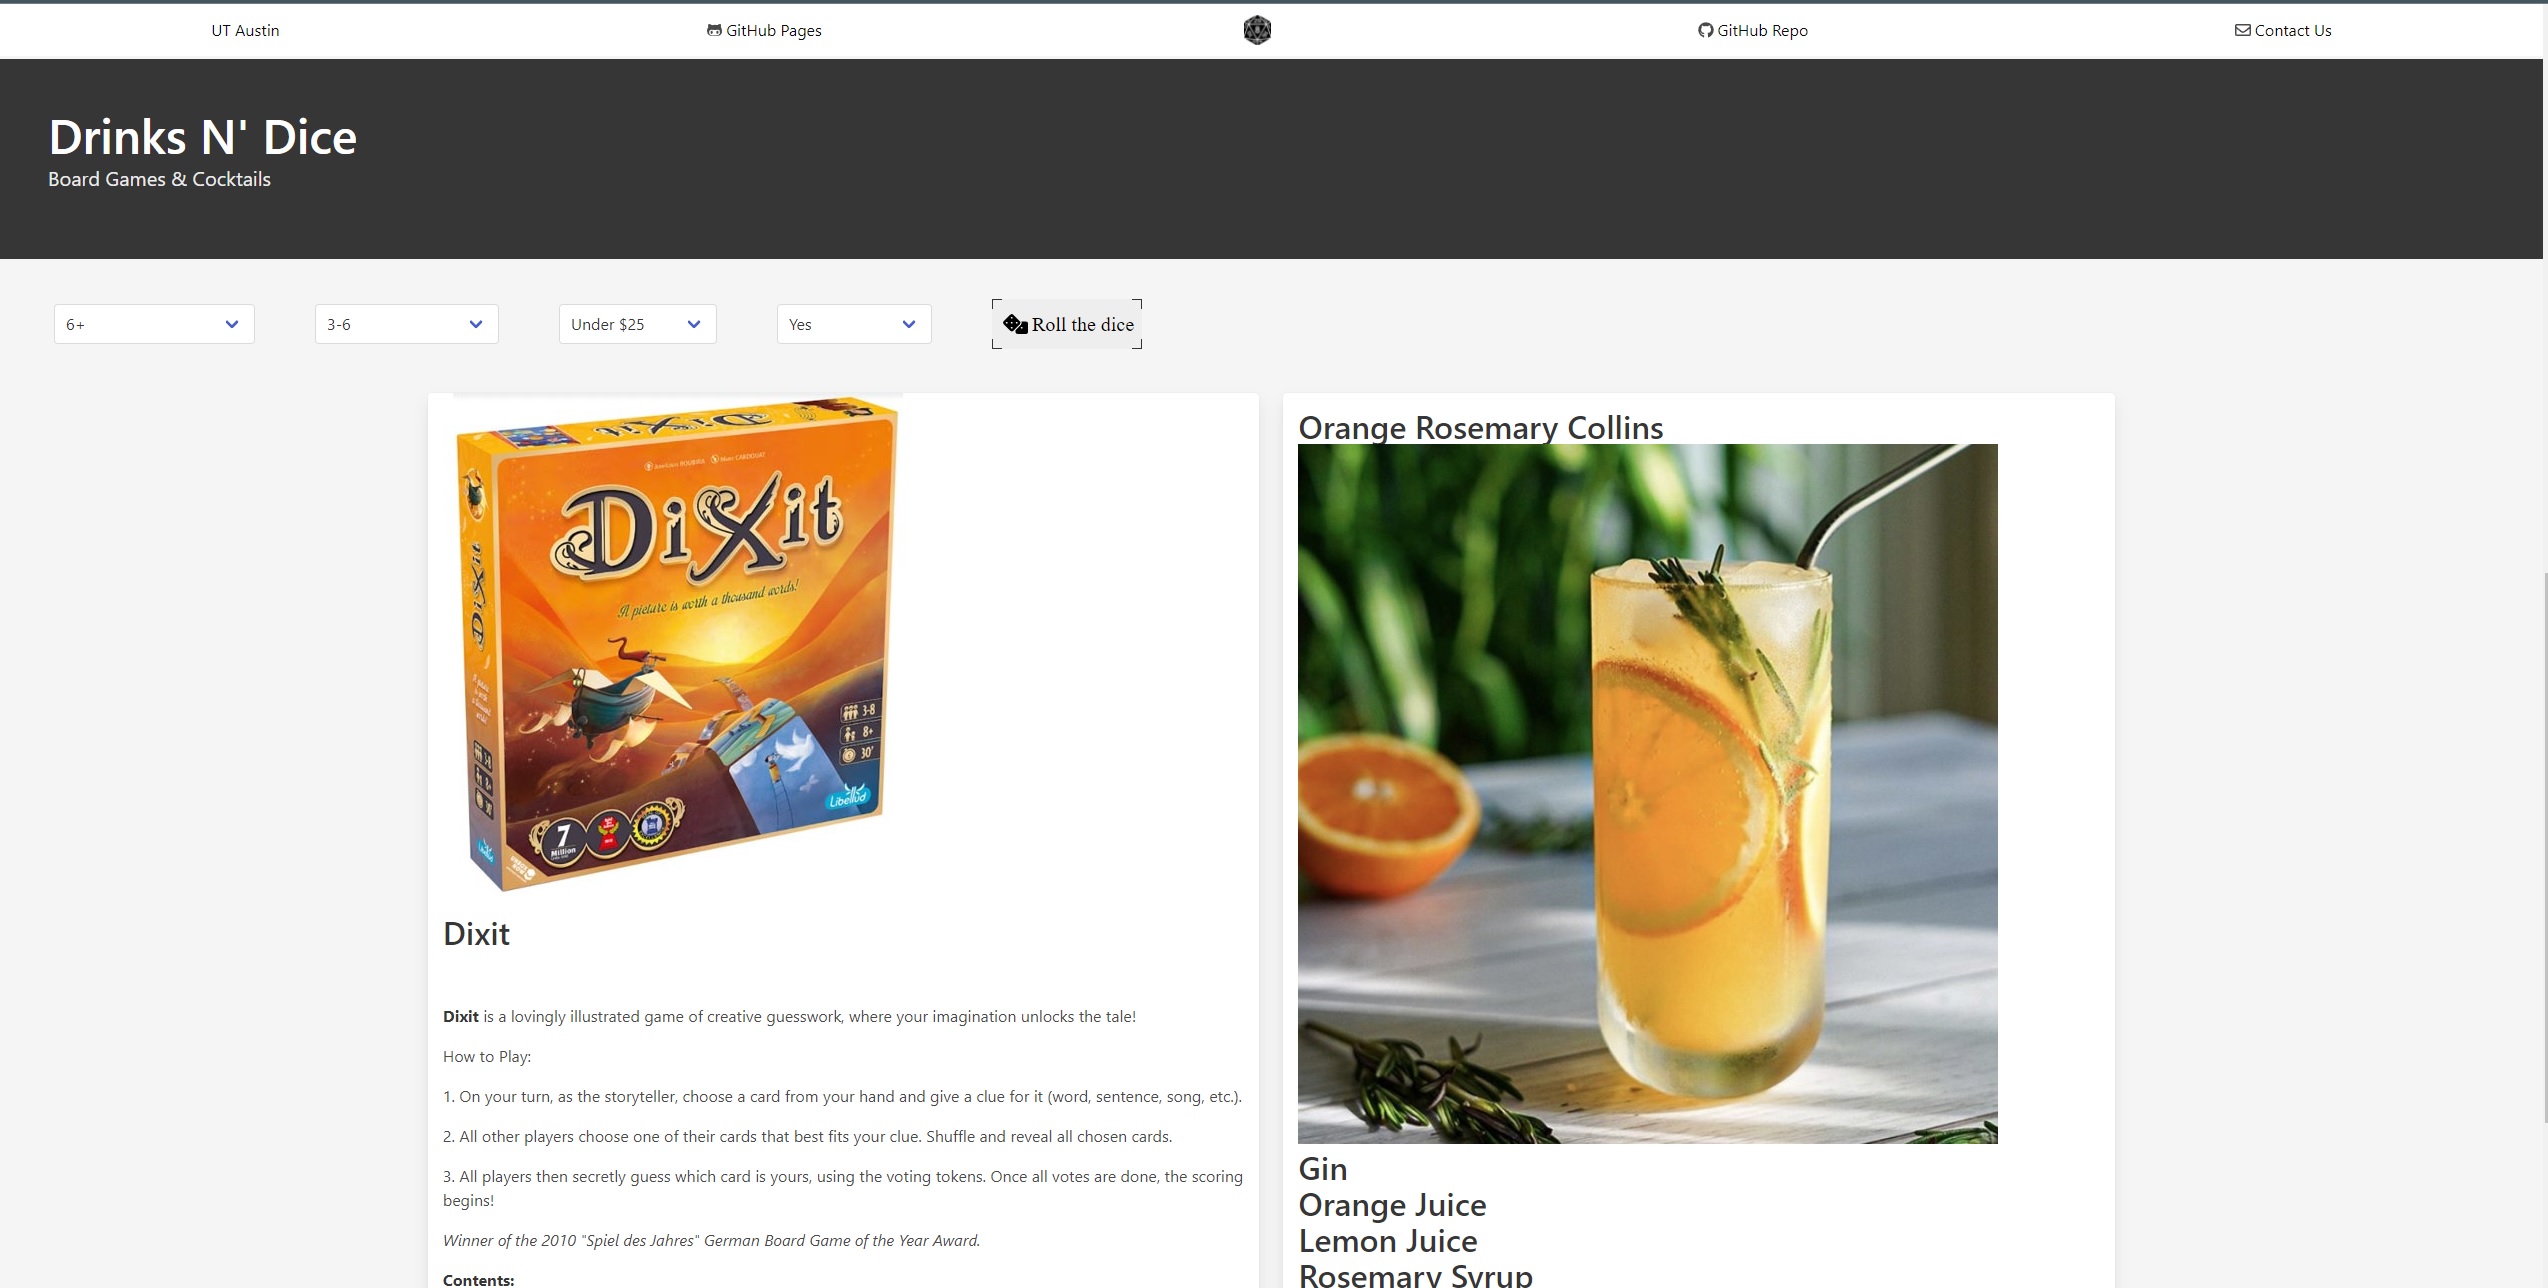 UT Austin
GitHub Pages
GitHub Repo
Contact Us
Drinks N' Dice
Board Games & Cocktails
6+
3-6
Under $25
Yes
Roll the dice
DiXit
Jean-Louis ROUBIRA Marie CARDOUAT
DiXit
A picture is worth a thousand words!
DiXit
3-8
8+
30'
Libellud
7
Million
Dixit
Dixit is a lovingly illustrated game of creative guesswork, where your imagination unlocks the tale!
How to Play:
1. On your turn, as the storyteller, choose a card from your hand and give a clue for it (word, sentence, song, etc.).
2. All other players choose one of their cards that best fits your clue. Shuffle and reveal all chosen cards.
3. All players then secretly guess which card is yours, using the voting tokens. Once all votes are done, the scoring
begins!
Winner of the 2010 "Spiel des Jahres" German Board Game of the Year Award.
Contents:
Orange Rosemary Collins
Gin
Orange Juice
Lemon Juice
Rosemary Syrup